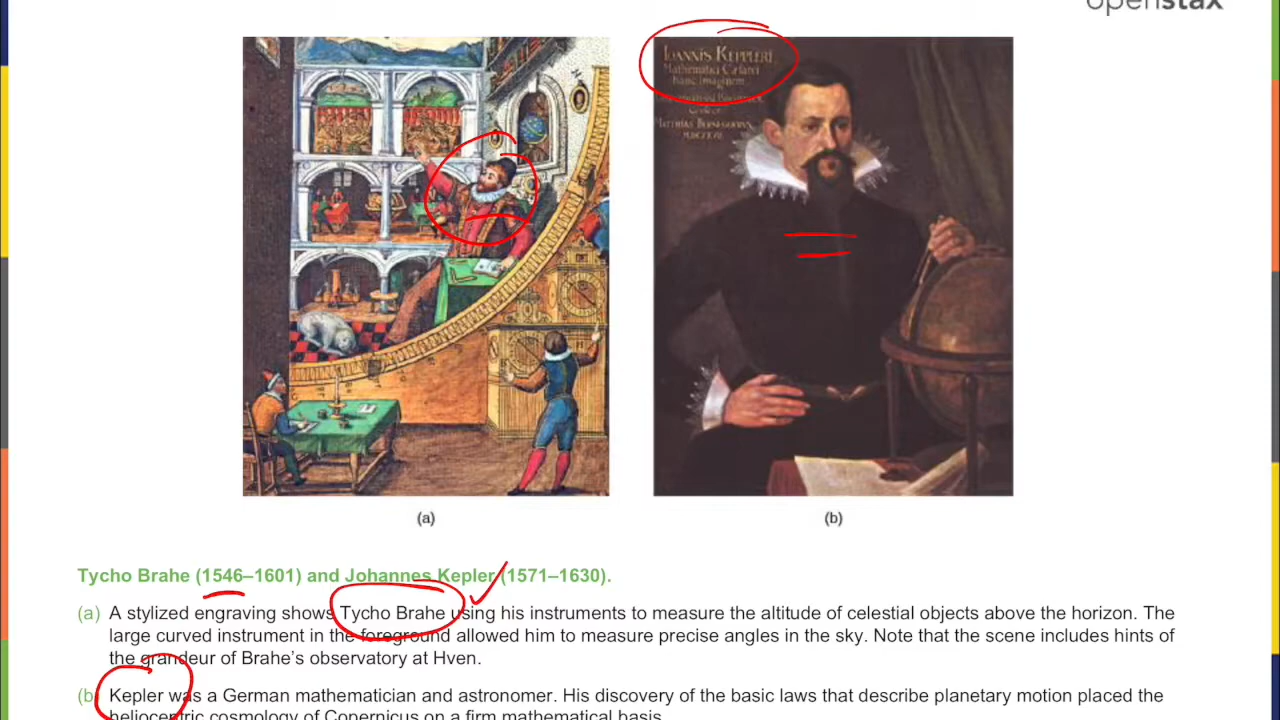 openstax
IOANNIS KEPPLERI
(a)
(b)
Tycho Brahe (1546–1601) and Johannes Kepler (1571–1630).
(a) A stylized engraving shows Tycho Brahe using his instruments to measure the altitude of celestial objects above the horizon. The
large curved instrument in the foreground allowed him to measure precise angles in the sky. Note that the scene includes hints of
the grandeur of Brahe’s observatory at Hven.
(b) Kepler was a German mathematician and astronomer. His discovery of the basic laws that describe planetary motion placed the
heliocentric cosmology of Copernicus on a firm mathematical basis.